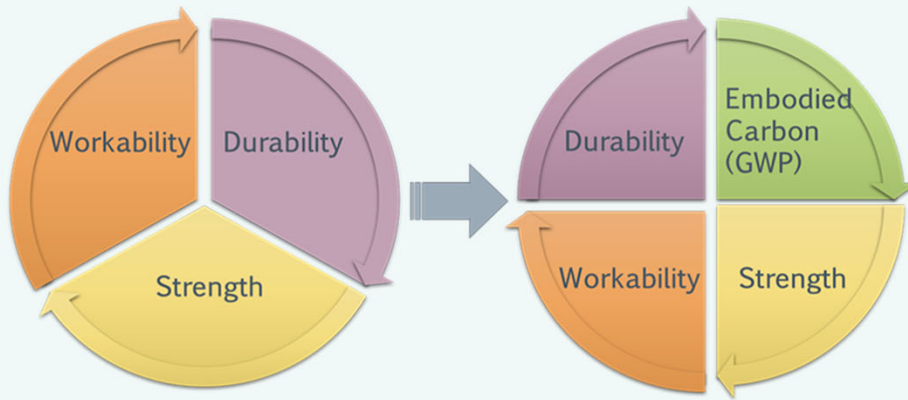 Workability
Durability
Strength
Durability
Embodied
Carbon
(GWP)
Workability
Strength